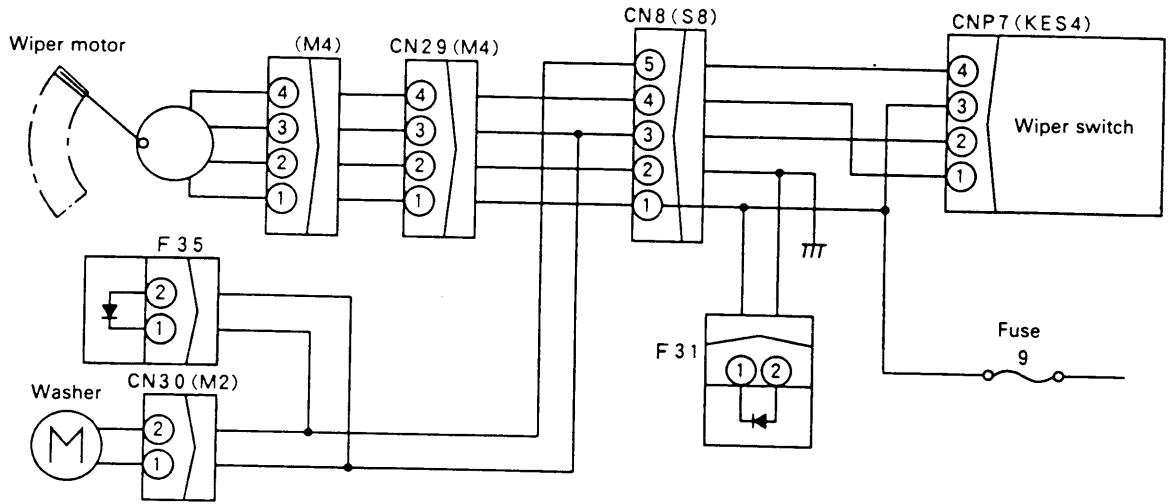 CN8(S8)
CNP7(KES4)
Wiper motor
(M4)
CN29(M4)
5
4
4
4
4
3
3
3
3
Wiper switch
2
2
2
2
1
1
1
1
F35
2
1
Fuse
9
F31
1
2
Washer
CN30(M2)
2
1
M